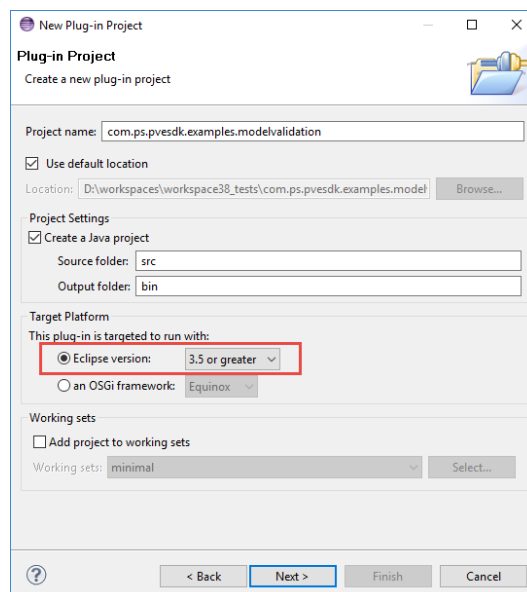 New Plug-in Project
Plug-in Project
Create a new plug-in project
Project name: com.ps.pvesdk.examples.modelvalidation
Use default location
Location: D:\workspaces\workspace38_tests\com.ps.pvesdk.examples.model Browse...
Project Settings
Create a Java project
Source folder: src
Output folder: bin
Target Platform
This plug-in is targeted to run with:
Eclipse version: 3.5 or greater
an OSGi framework: Equinox
Working sets
Add project to working sets
Working sets: minimal Select...
? < Back Next > Finish Cancel